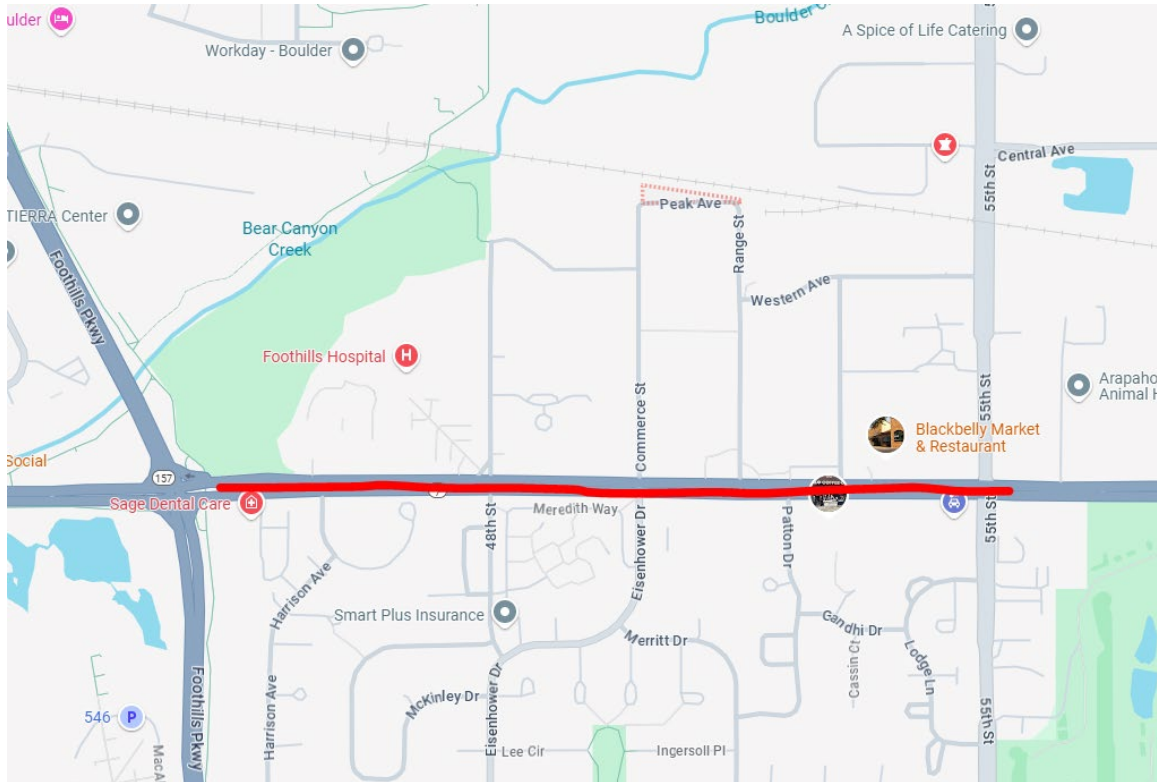 ulder
Workday - Boulder
Boulder C
A Spice of Life Catering
Central Ave
55th St
TIERRA Center
Peak Ave
Bear Canyon
Creek
Range St
Foothills Pkwy
Western Ave
Foothills Hospital
H
Commerce St
55th St
Arapaho
Animal H
Blackbelly Market
& Restaurant
Social
157
Sage Dental Care
7
Meredith Way
48th St
Eisenhower Dr
Patton Dr
55th St
Harrison Ave
Smart Plus Insurance
Merritt Dr
Gandhi Dr
Cassin Ct
Lodge Ln
Foothills Pkwy
McKinley Dr
Harrison Ave
Eisenhower Dr
55th St
546
P
Mac A
Lee Cir
Ingersoll Pl